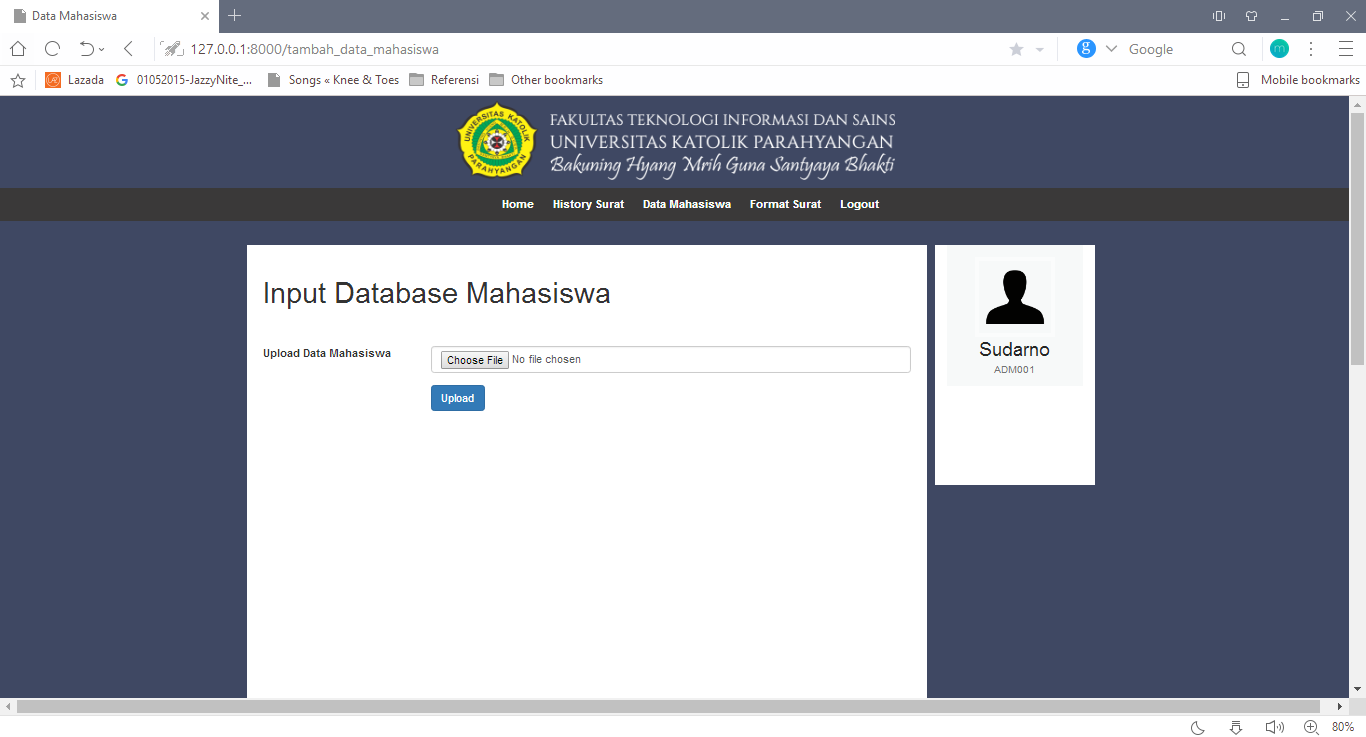 Data Mahasiswa
127.0.0.1:8000/tambah_data_mahasiswa
Google
Lazada 01052015-JazzyNite_... Songs « Knee & Toes Referensi Other bookmarks Mobile bookmarks
UNIVERSITAS KATOLIK PARAHYANGAN
FAKULTAS TEKNOLOGI INFORMASI DAN SAINS
UNIVERSITAS KATOLIK PARAHYANGAN
Bakuning Hyang Mrih Guna Santyaya Bhakti
Home History Surat Data Mahasiswa Format Surat Logout
Input Database Mahasiswa
Upload Data Mahasiswa Choose File No file chosen
Upload
Sudarno
ADM001
80%